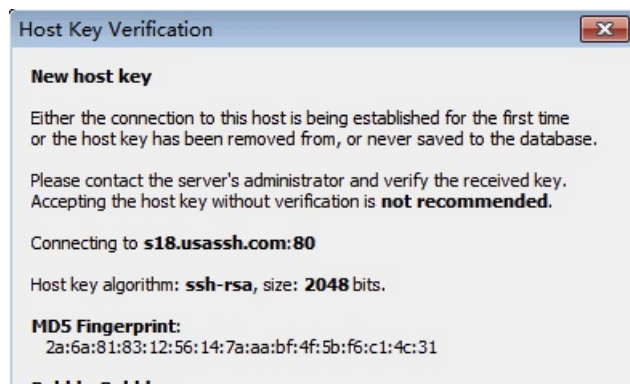 Host Key Verification
New host key
Either the connection to this host is being established for the first time
or the host key has been removed from, or never saved to the database.
Please contact the server's administrator and verify the received key.
Accepting the host key without verification is not recommended.
Connecting to s18.usassh.com:80
Host key algorithm: ssh-rsa, size: 2048 bits.
MD5 Fingerprint:
2a:6a:81:83:12:56:14:7a:aa:bf:4f:5b:f6:c1:4c:31